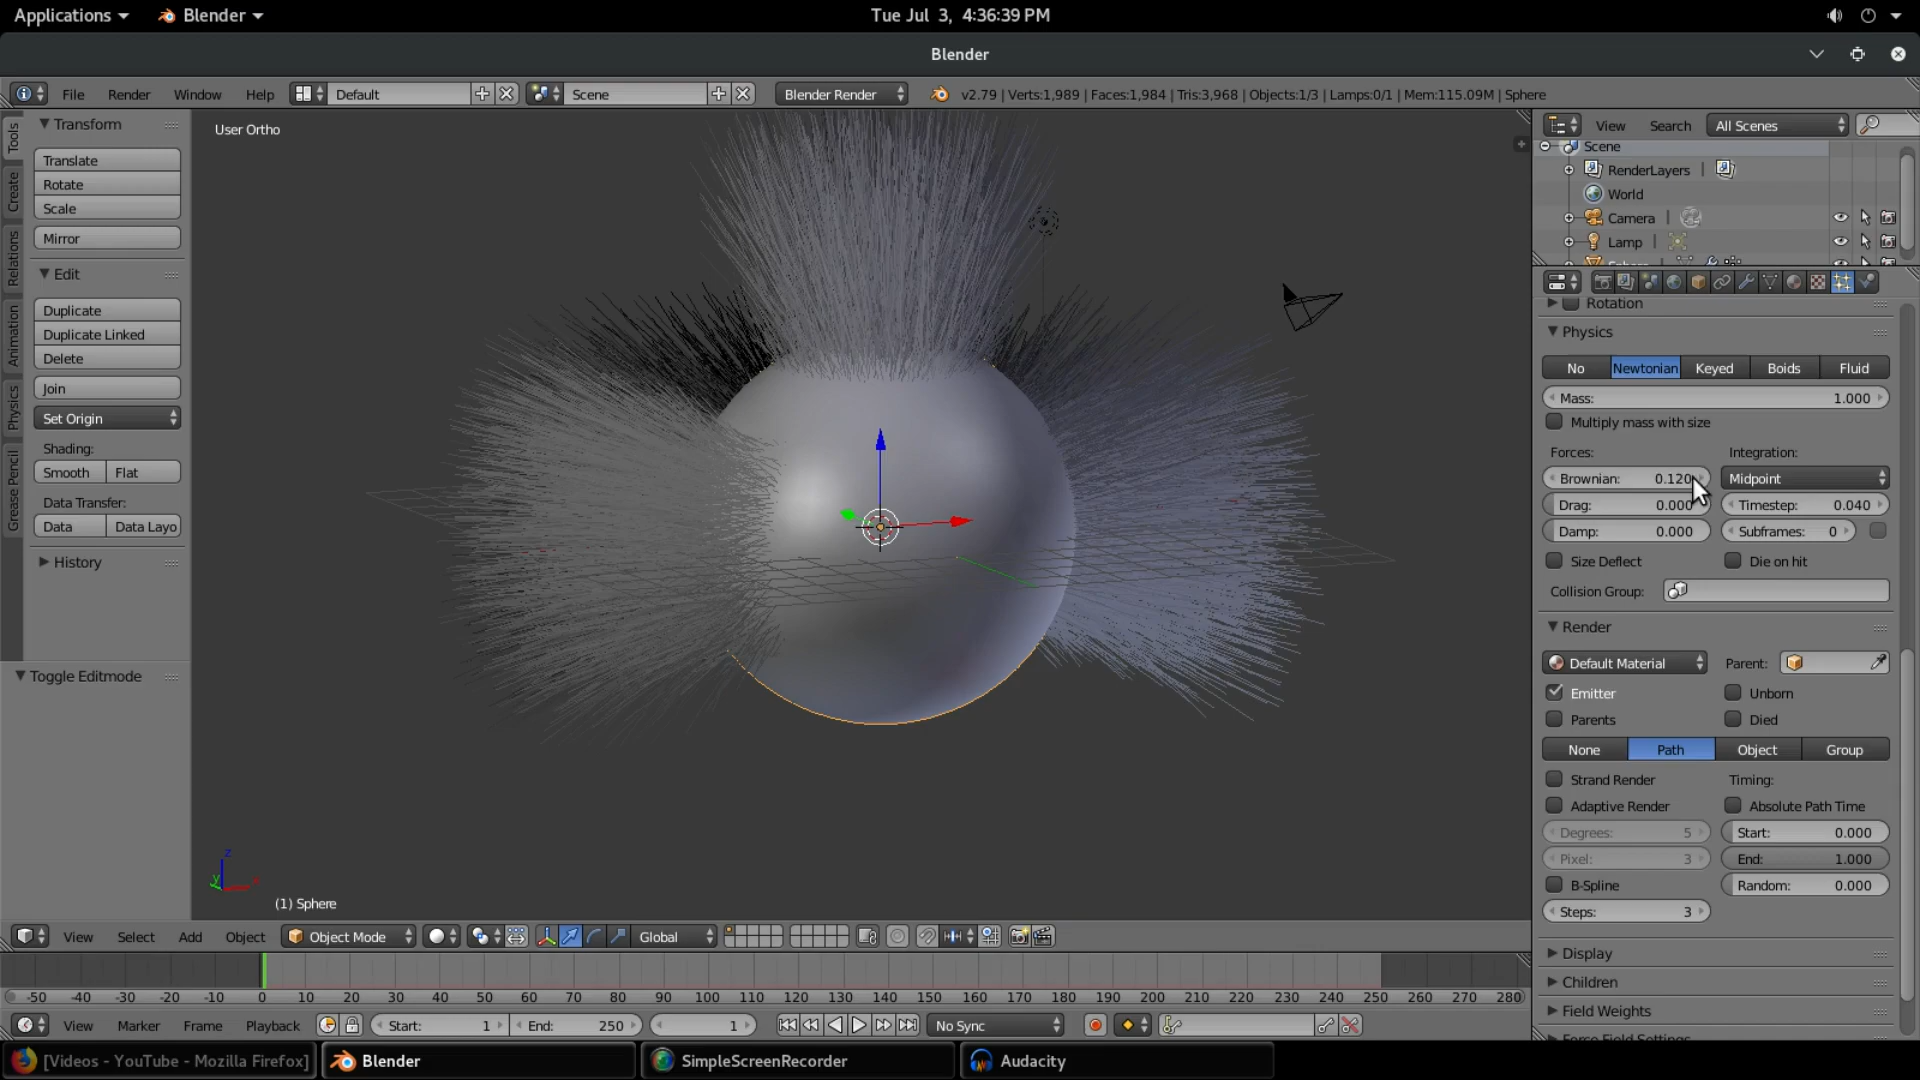 Applications Blender Tue Jul 3, 4:36:39 PM
Blender
File Render Window Help Default Scene Blender Render v2.79 | Verts:1,989 | Faces:1,984 | Tris:3,968 | Objects:1/3 | Lamps:0/1 | Mem:115.09M | Sphere
Tools
Create
Relations
Animation
Physics
Grease Pencil
Transform
Translate
Rotate
Scale
Mirror
Edit
Duplicate
Duplicate Linked
Delete
Join
Set Origin
Shading:
Smooth Flat
Data Transfer:
Data Data Layo
History
Toggle Editmode
User Ortho
z
y x
(1) Sphere
View Search All Scenes
Scene
RenderLayers
World
Camera
Lamp
Rotation
Physics
No Newtonian Keyed Boids Fluid
Mass: 1.000
Multiply mass with size
Forces: Integration:
Brownian: 0.120 Midpoint
Drag: 0.000 Timestep: 0.040
Damp: 0.000 Subframes: 0
Size Deflect Die on hit
Collision Group:
Render
Default Material Parent:
Emitter Unborn
Parents Died
None Path Object Group
Strand Render Timing:
Adaptive Render Absolute Path Time
Degrees: 5 Start: 0.000
Pixel: 3 End: 1.000
B-Spline Random: 0.000
Steps: 3
Display
Children
Field Weights
Force Field Settings
View Select Add Object Object Mode Global
-50 -40 -30 -20 -10 0 10 20 30 40 50 60 70 80 90 100 110 120 130 140 150 160 170 180 190 200 210 220 230 240 250 260 270 280
View Marker Frame Playback Start: 1 End: 250 1 No Sync
[Videos - YouTube - Mozilla Firefox] Blender SimpleScreenRecorder Audacity